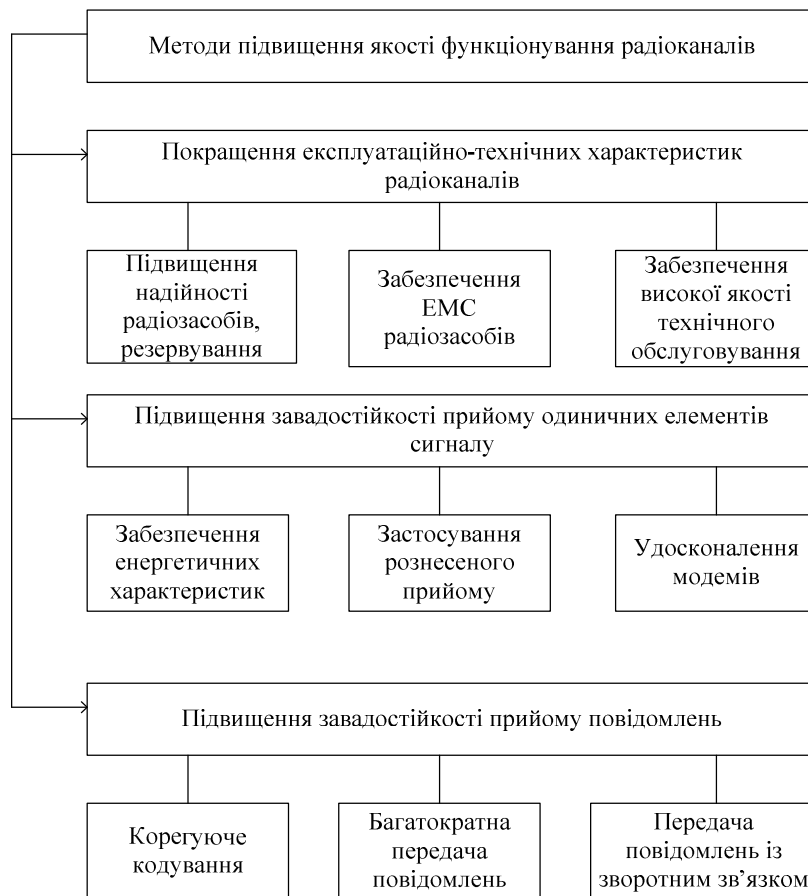 Методи підвищення якості функціонування радіоканалів
Покращення експлуатаційно-технічних характеристик
радіоканалів
Підвищення
надійності
радіозасобів,
резервування
Забезпечення
ЕМС
радіозасобів
Забезпечення
високої якості
технічного
обслуговування
Підвищення завадостійкості прийому одиничних елементів
сигналу
Забезпечення
енергетичних
характеристик
Застосування
рознесеного
прийому
Удосконалення
модемів
Підвищення завадостійкості прийому повідомлень
Корегуюче
кодування
Багатократна
передача
повідомлень
Передача
повідомлень із
зворотним зв’язком